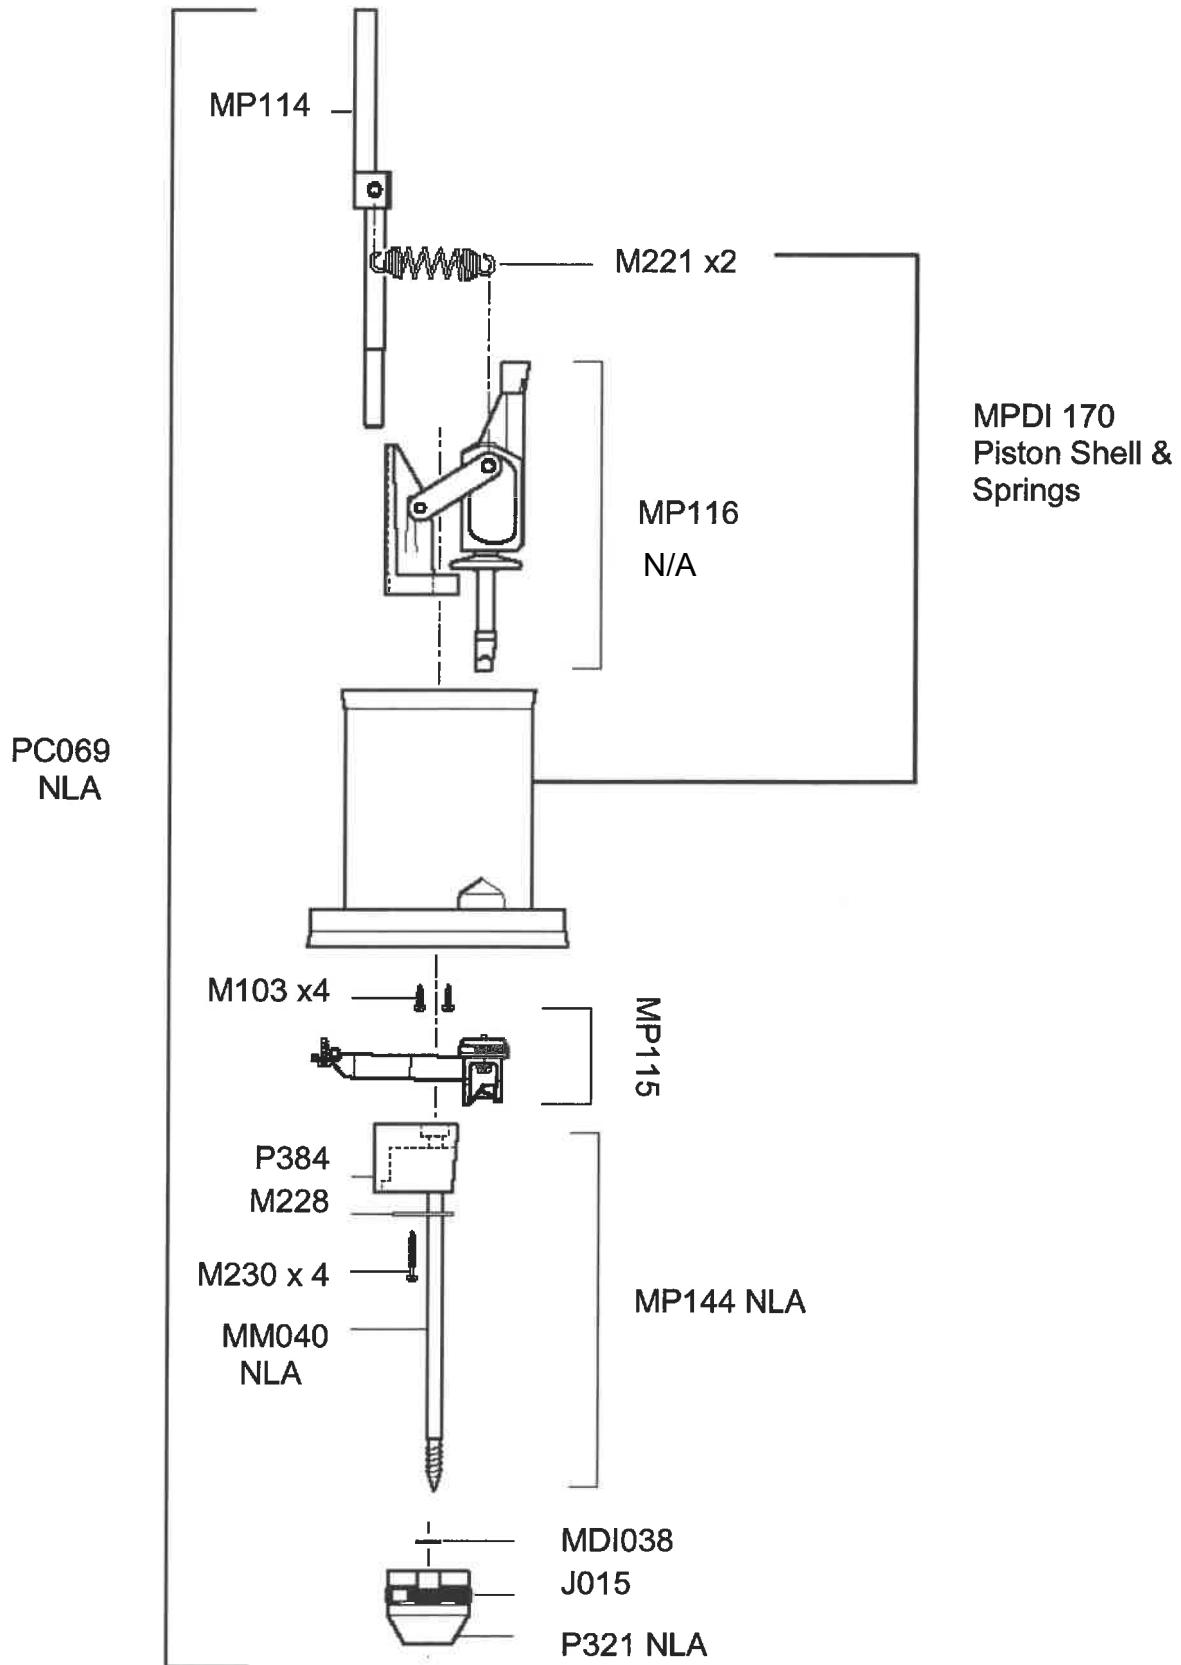 MP114
M221 x2
MPDI 170
Piston Shell &
Springs
MP116
N/A
PC069
NLA
M103 x4
MP115
P384
M228
M230 x 4
MM040
NLA
MP144 NLA
MDI038
J015
P321 NLA